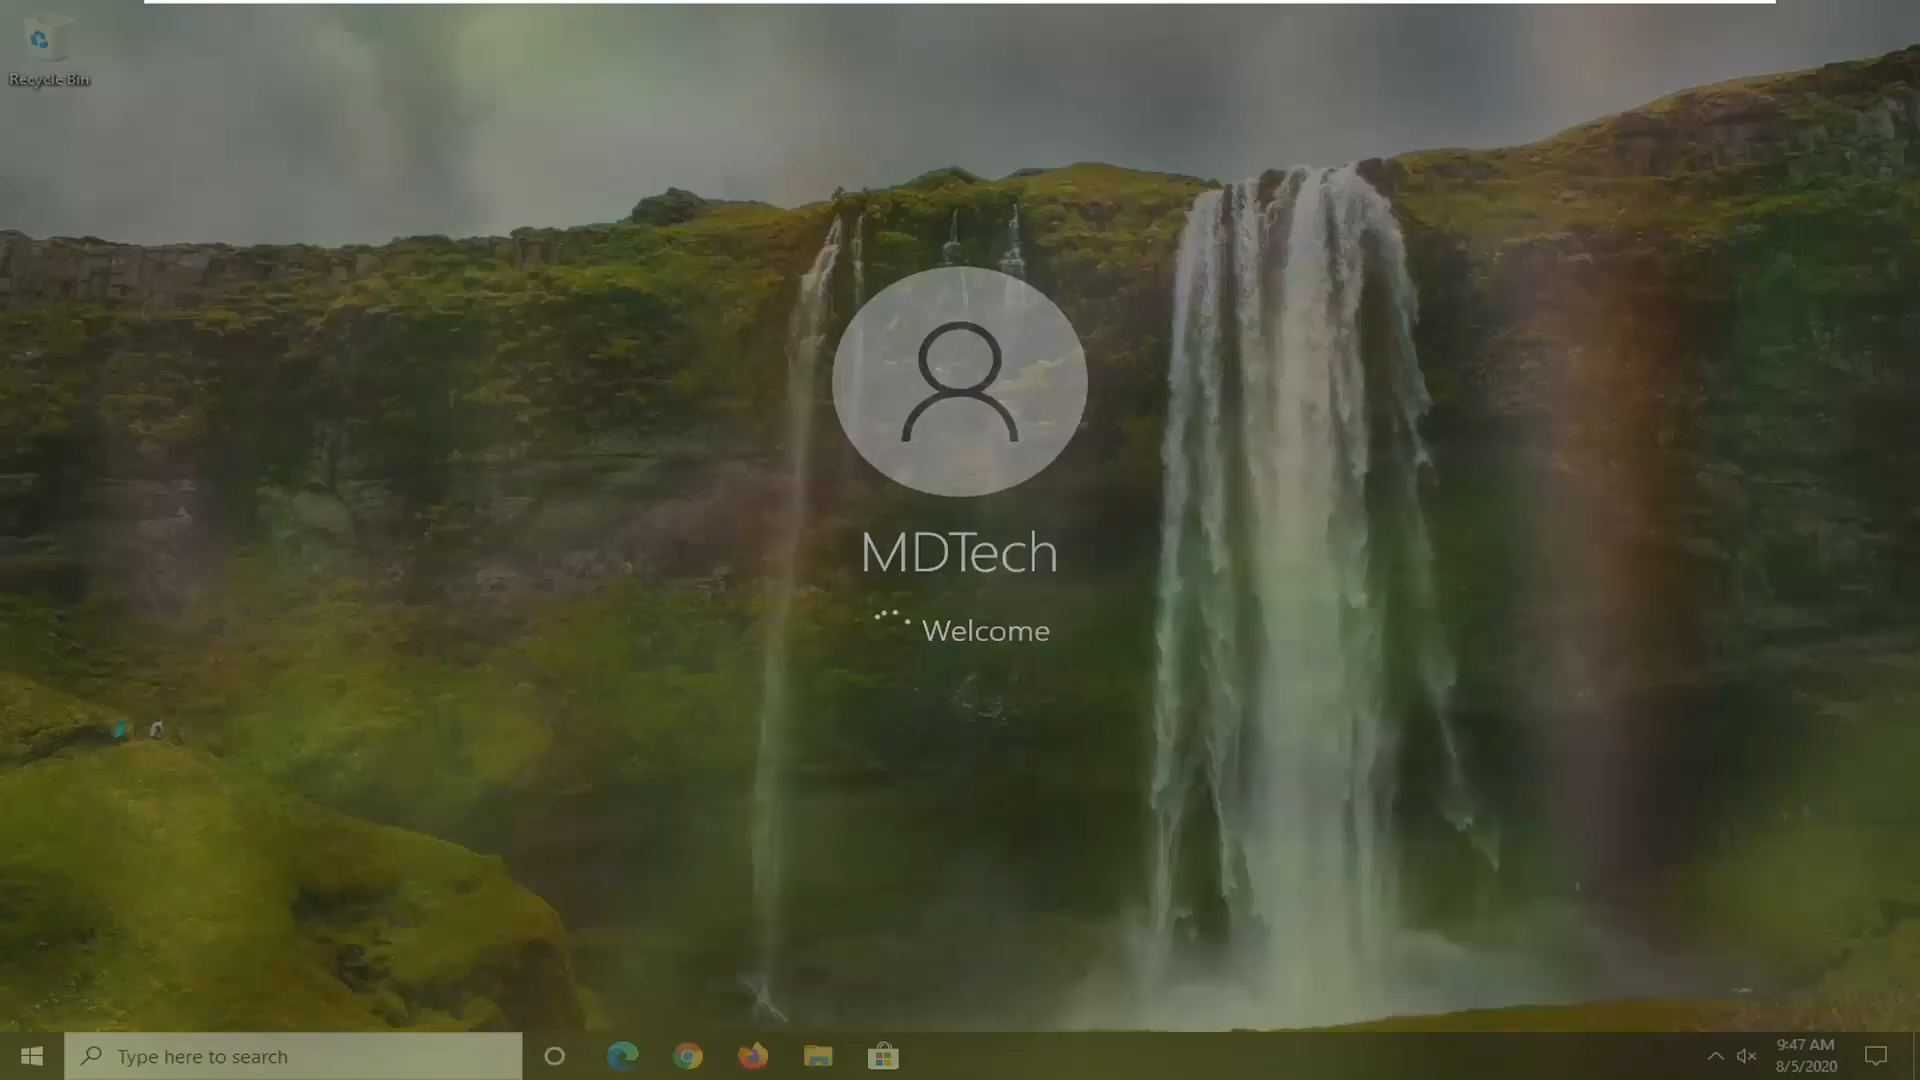 Recycle Bin
MDTech
Welcome
Type here to search
9:47 AM
8/5/2020